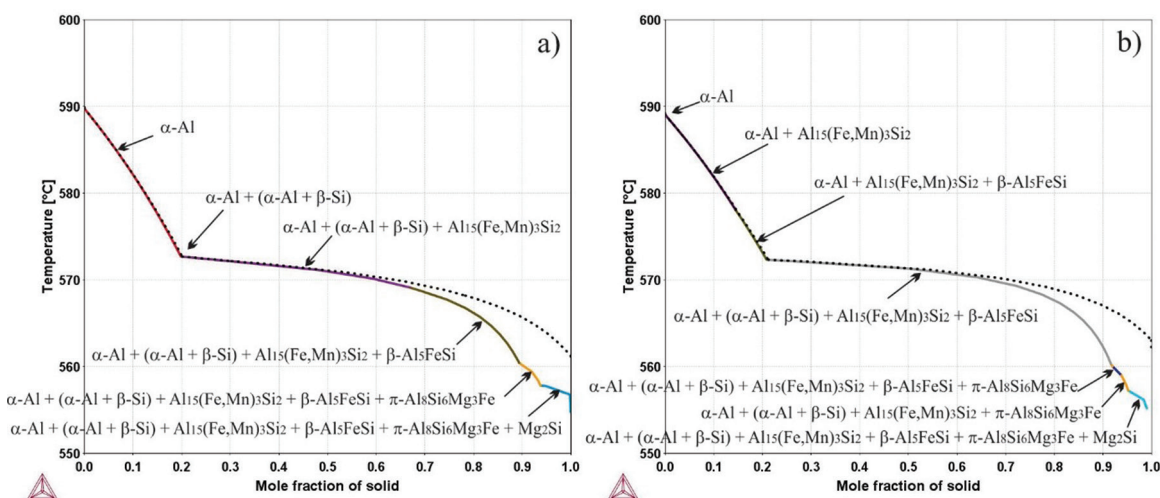 a)
600
590
580
570
560
550
Temperature [°C]
α-Al
α-Al + (α-Al + β-Si)
α-Al + (α-Al + β-Si) + Al15(Fe,Mn)3Si2
α-Al + (α-Al + β-Si) + Al15(Fe,Mn)3Si2 + β-Al5FeSi
α-Al + (α-Al + β-Si) + Al15(Fe,Mn)3Si2 + β-Al5FeSi + π-Al8Si6Mg3Fe
α-Al + (α-Al + β-Si) + Al15(Fe,Mn)3Si2 + β-Al5FeSi + π-Al8Si6Mg3Fe + Mg2Si
0.0 0.1 0.2 0.3 0.4 0.5 0.6 0.7 0.8 0.9 1.0
Mole fraction of solid
b)
600
590
580
570
560
550
Temperature [°C]
α-Al
α-Al + Al15(Fe,Mn)3Si2
α-Al + Al15(Fe,Mn)3Si2 + β-Al5FeSi
α-Al + (α-Al + β-Si) + Al15(Fe,Mn)3Si2 + β-Al5FeSi
α-Al + (α-Al + β-Si) + Al15(Fe,Mn)3Si2 + β-Al5FeSi + π-Al8Si6Mg3Fe
α-Al + (α-Al + β-Si) + Al15(Fe,Mn)3Si2 + π-Al8Si6Mg3Fe
α-Al + (α-Al + β-Si) + Al15(Fe,Mn)3Si2 + β-Al5FeSi + π-Al8Si6Mg3Fe + Mg2Si
0.0 0.1 0.2 0.3 0.4 0.5 0.6 0.7 0.8 0.9 1.0
Mole fraction of solid